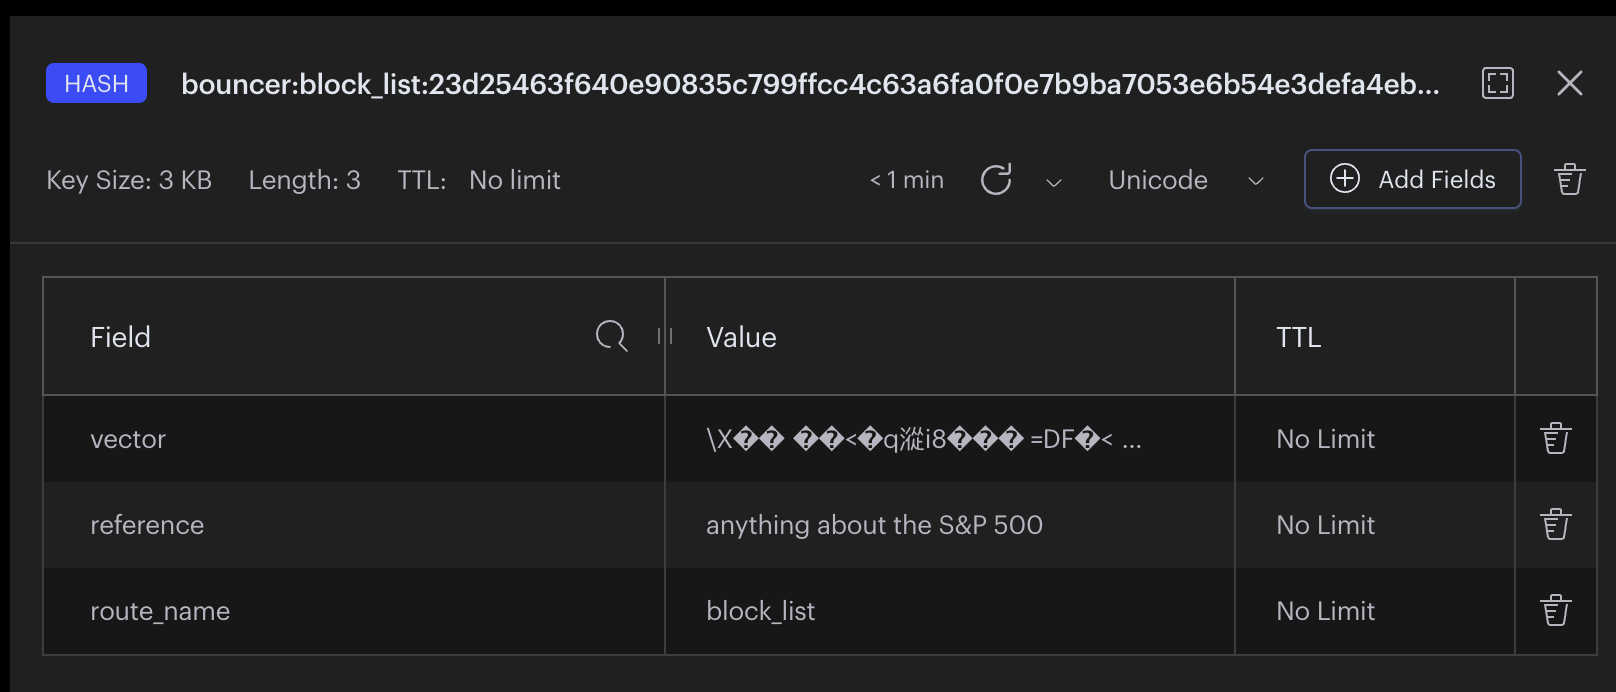 HASH bouncer:block_list:23d25463f640e90835c799ffcc4c63a6fa0f0e7b9ba7053e6b54e3defa4eb...
Key Size: 3 KB Length: 3 TTL: No limit < 1 min Unicode Add Fields
Field Value TTL
vector \X�� ��<�q漎i8��� =DF�< ... No Limit
reference anything about the S&P 500 No Limit
route_name block_list No Limit